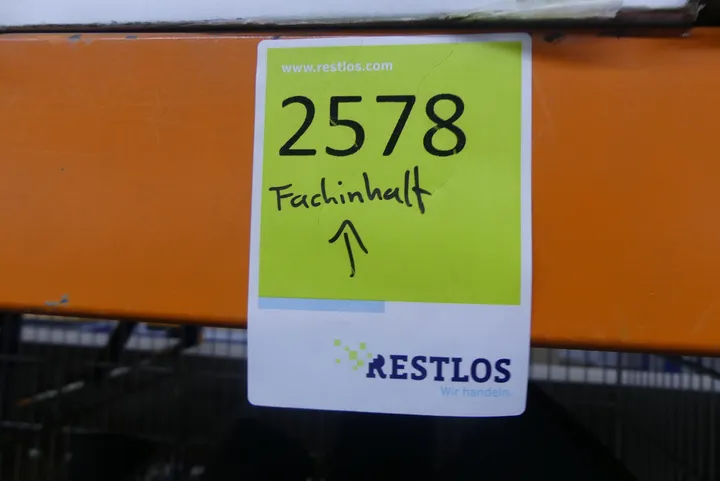 www.restlos.com
2578
Fachinhalt
RESTLOS
Wir handeln.